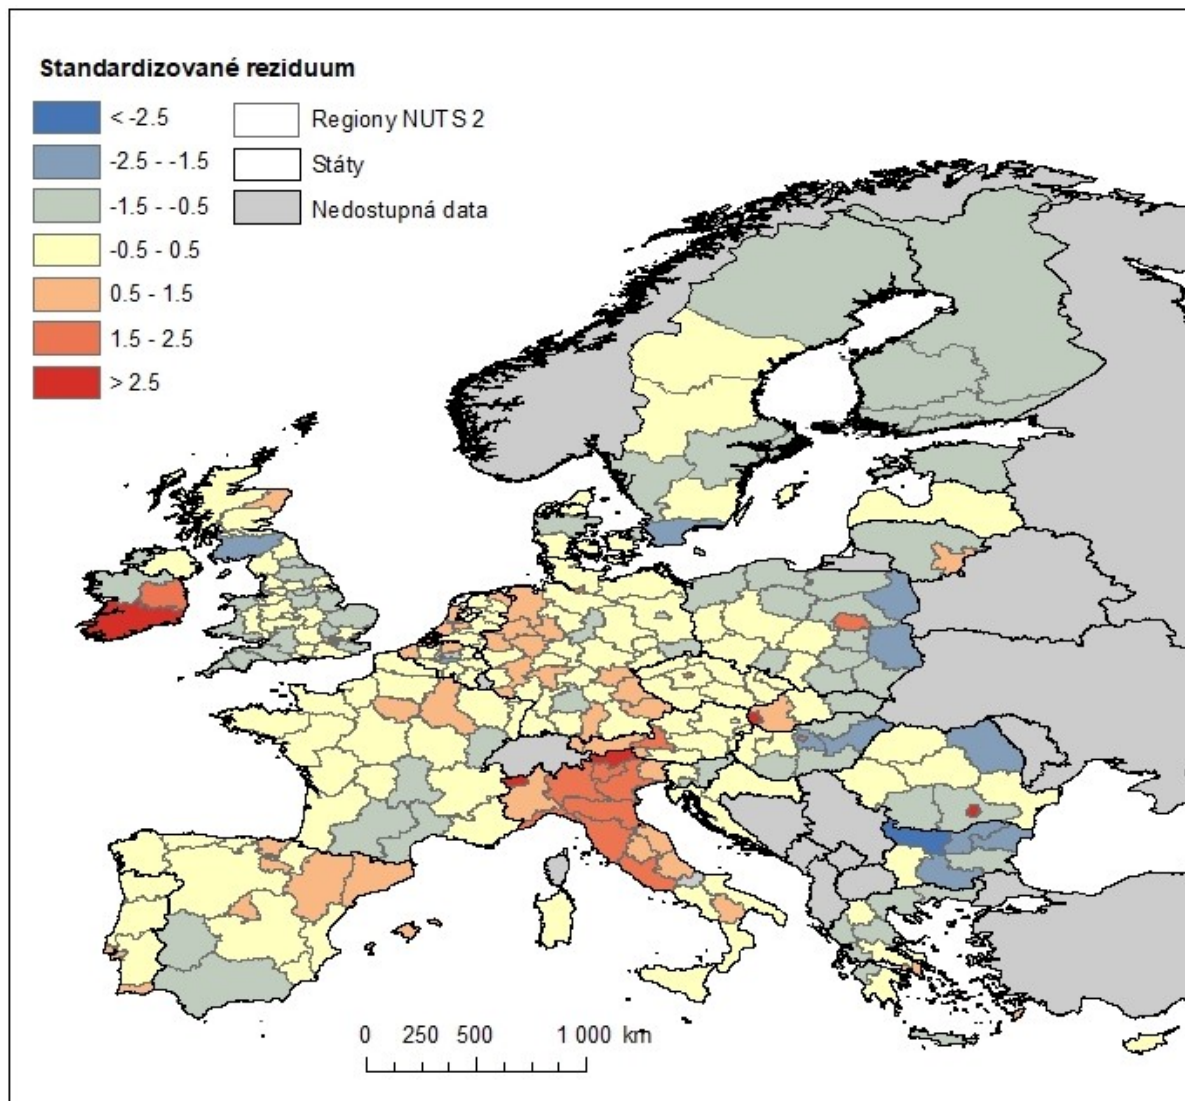 Standardizované reziduum
< -2.5
-2.5 - -1.5
-1.5 - -0.5
-0.5 - 0.5
0.5 - 1.5
1.5 - 2.5
> 2.5
Regiony NUTS 2
Státy
Nedostupná data
0 250 500 1 000 km